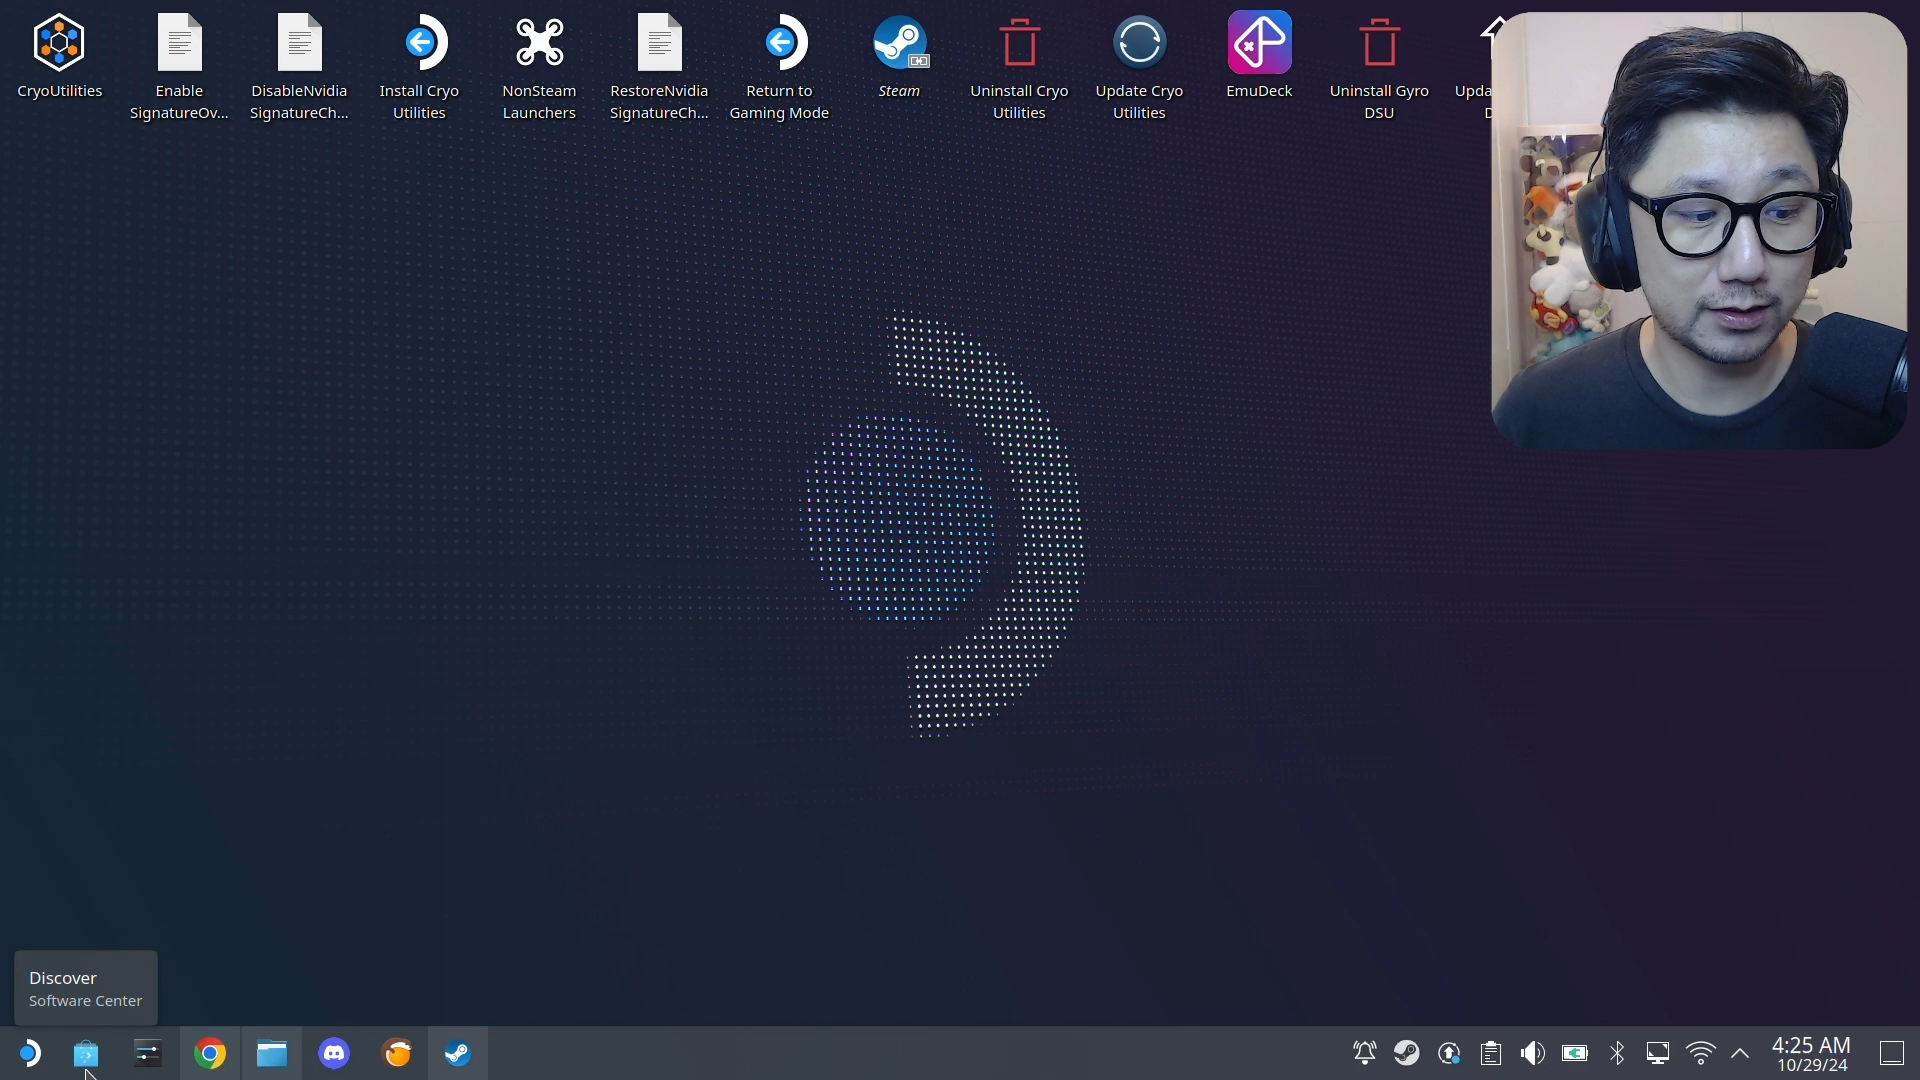 CryoUtilities
Enable
SignatureOv...
DisableNvidia
SignatureCh...
Install Cryo
Utilities
NonSteam
Launchers
RestoreNvidia
SignatureCh...
Return to
Gaming Mode
Steam
Uninstall Cryo
Utilities
Update Cryo
Utilities
EmuDeck
Uninstall Gyro
DSU
Upda
D
Discover
Software Center
4:25 AM
10/29/24